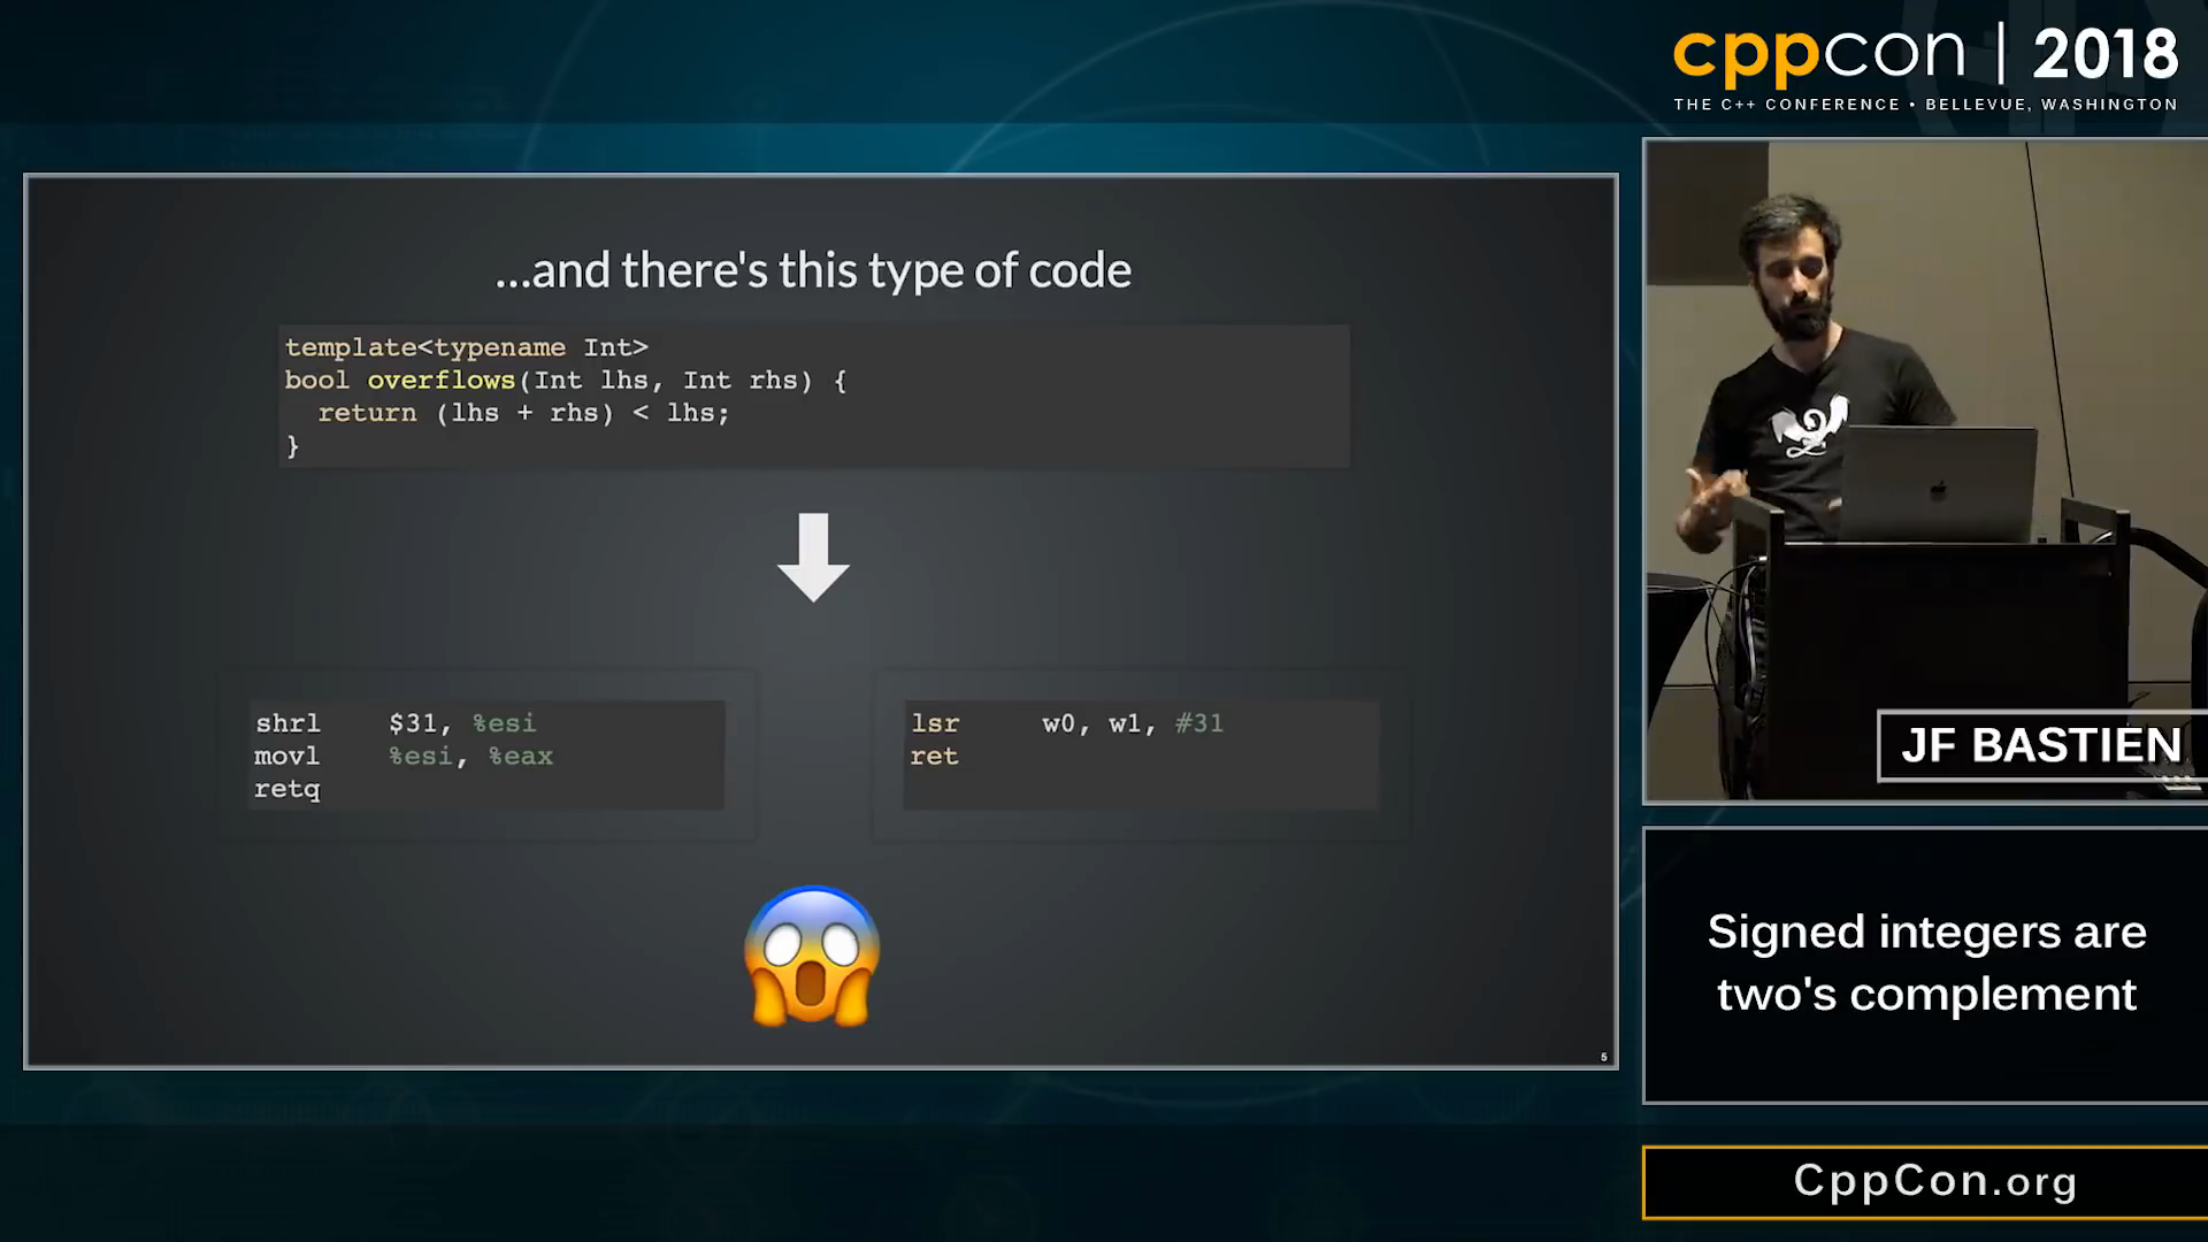 cppcon | 2018
THE C++ CONFERENCE • BELLEVUE, WASHINGTON
...and there's this type of code
template<typename Int>
bool overflows(Int lhs, Int rhs) {
  return (lhs + rhs) < lhs;
}
shrl $31, %esi
movl %esi, %eax
retq
lsr w0, w1, #31
ret
5
JF BASTIEN
Signed integers are
two's complement
CppCon.org